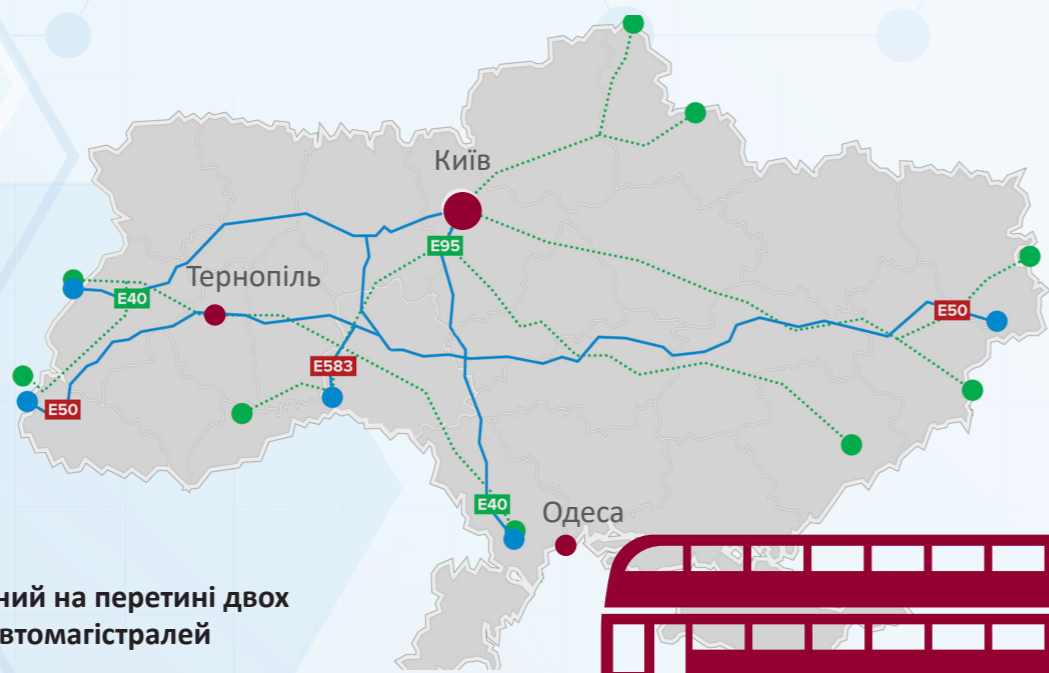 Київ
E95
Тернопіль
E40
E50
E583
E50
E40
Одеса
ний на перетині двох
втомагістралей